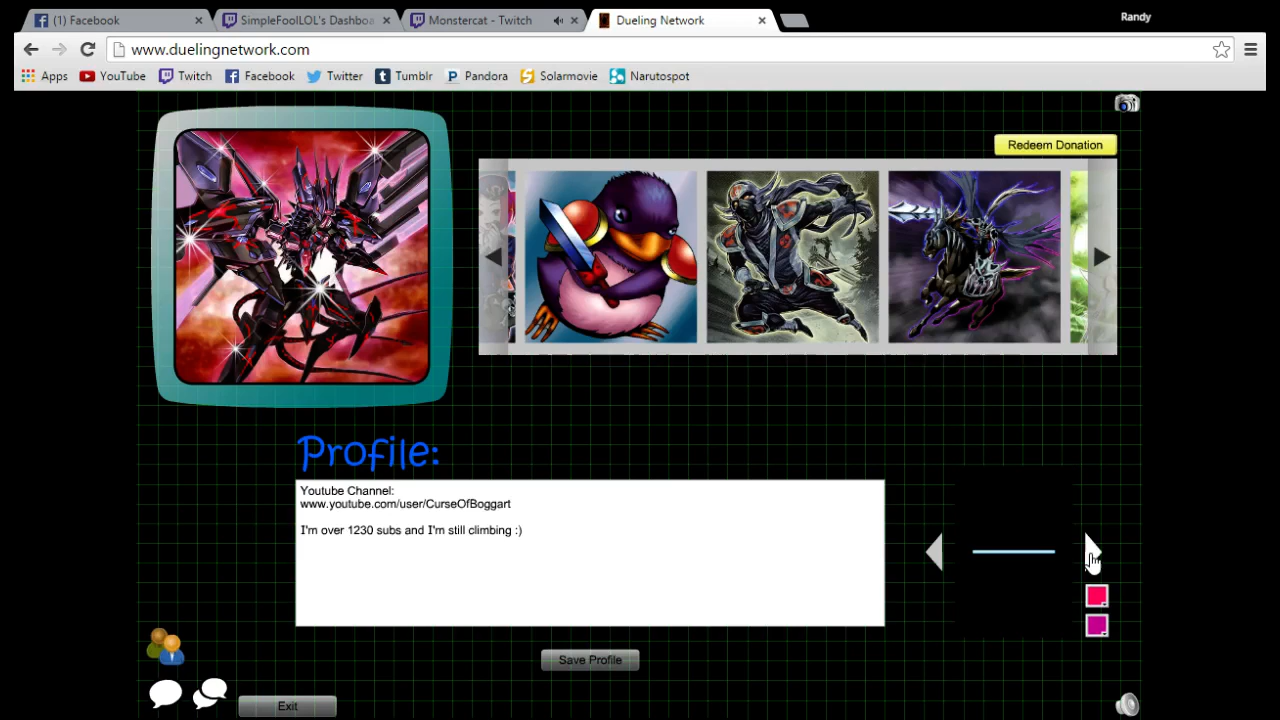 (1) Facebook
SimpleFoolLOL's Dashboa
Monstercat - Twitch
Dueling Network
Randy
www.duelingnetwork.com
Apps YouTube Twitch Facebook Twitter Tumblr Pandora Solarmovie Narutospot
Redeem Donation
Profile:
Youtube Channel:
www.youtube.com/user/CurseOfBoggart
I'm over 1230 subs and I'm still climbing :)
Save Profile
Exit